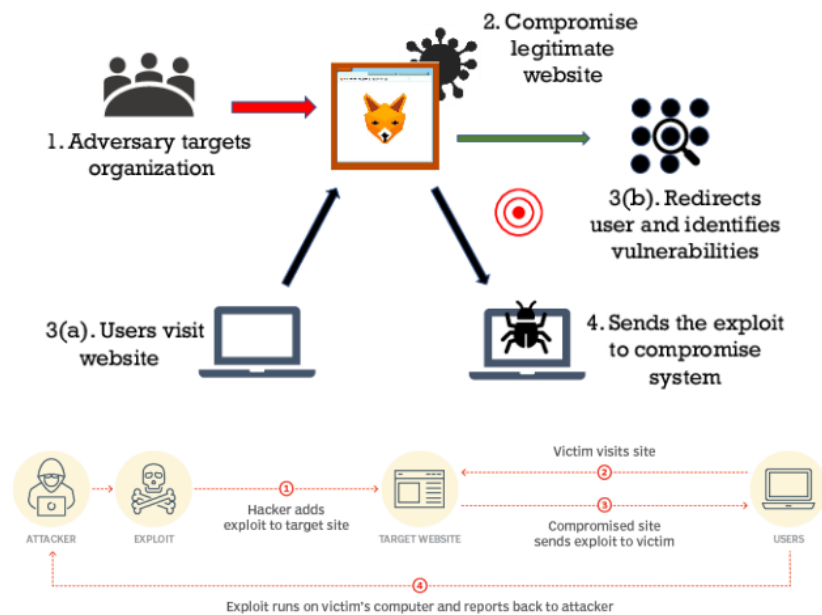 2. Compromise
legitimate
website
1. Adversary targets
organization
3(b). Redirects
user and identifies
vulnerabilities
3(a). Users visit
website
4. Sends the exploit
to compromise
system
Victim visits site
2
1
3
Hacker adds
exploit to target site
Compromised site
sends exploit to victim
ATTACKER
EXPLOIT
TARGET WEBSITE
USERS
4
Exploit runs on victim's computer and reports back to attacker